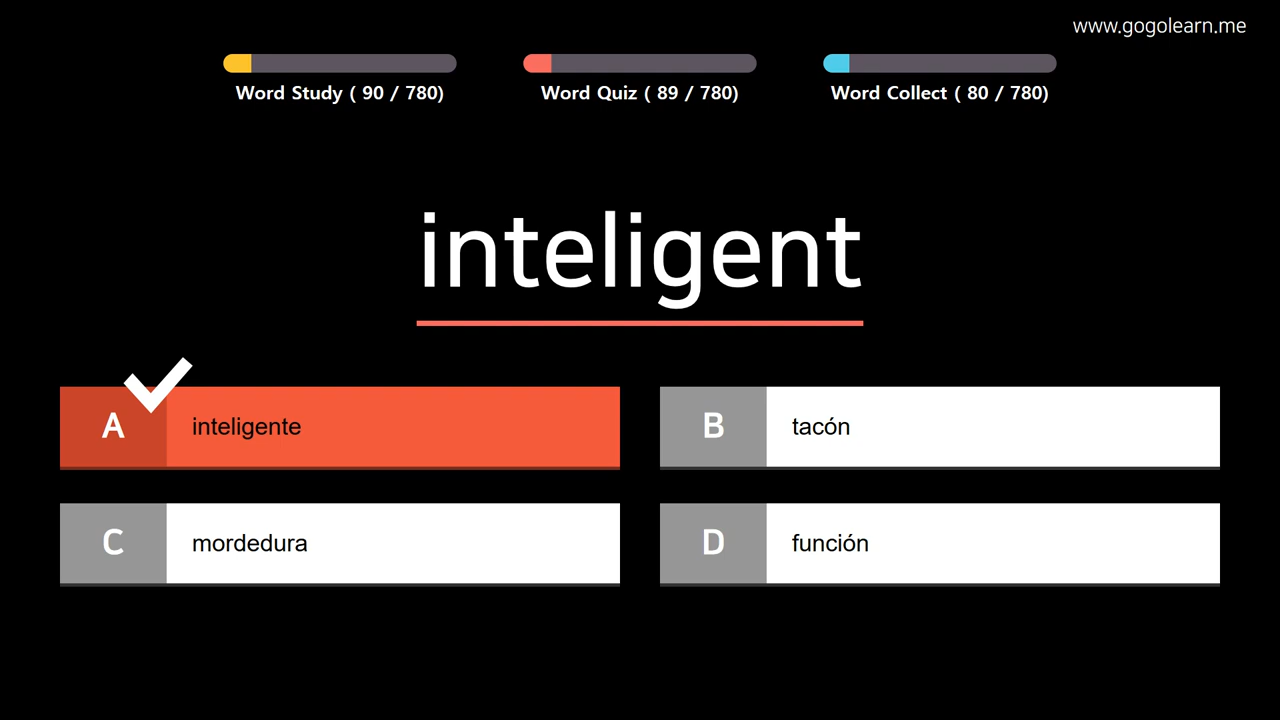 www.gogolearn.me
Word Study ( 90 / 780)
Word Quiz ( 89 / 780)
Word Collect ( 80 / 780)
inteligent
A inteligente
B tacón
C mordedura
D función